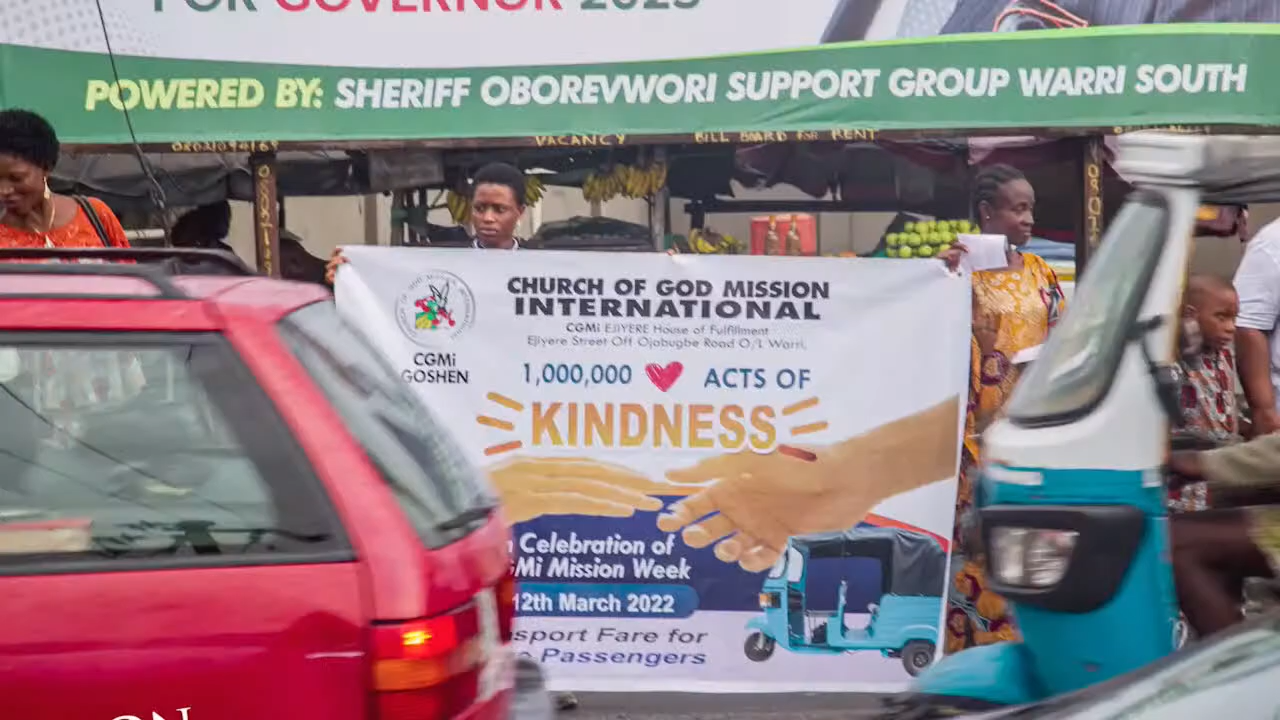 FOR GOVERNOR 2023
POWERED BY: SHERIFF OBOREVWORI SUPPORT GROUP WARRI SOUTH
VACANCY BILL BOARD FOR RENT
CHURCH OF GOD MISSION
INTERNATIONAL
CGMi EJIYERE House of Fulfillment
Ejiyere Street Off Ojabugbe Road O/L Warri.
CGMi
GOSHEN
1,000,000 ACTS OF
KINDNESS
Celebration of
Mission Week
12th March 2022
Fare for
Passengers